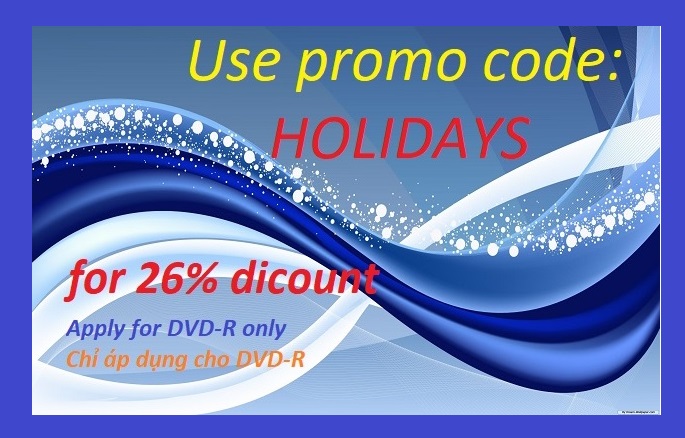 Use promo code:
HOLIDAYS
for 26% dicount
Apply for DVD-R only
Chỉ áp dụng cho DVD-R